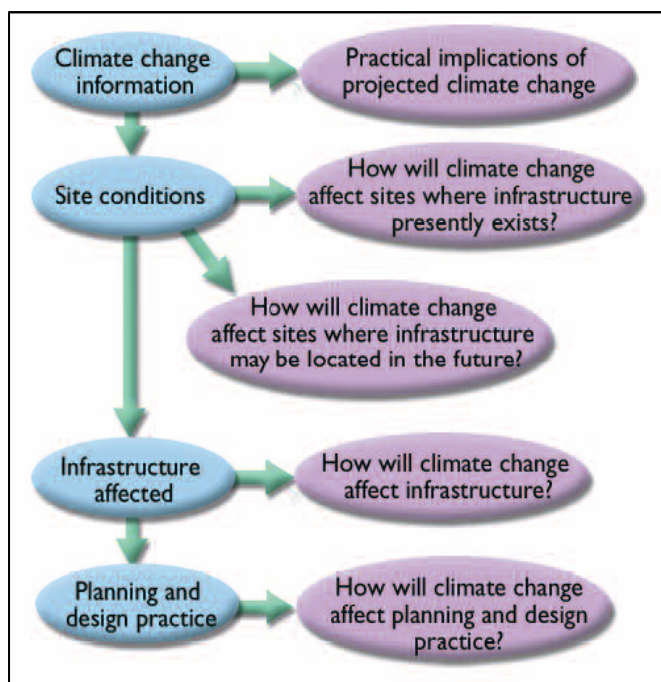 Climate change
information
Practical implications of
projected climate change
Site conditions
How will climate change
affect sites where infrastructure
presently exists?
How will climate change
affect sites where infrastructure
may be located in the future?
Infrastructure
affected
How will climate change
affect infrastructure?
Planning and
design practice
How will climate change
affect planning and design
practice?